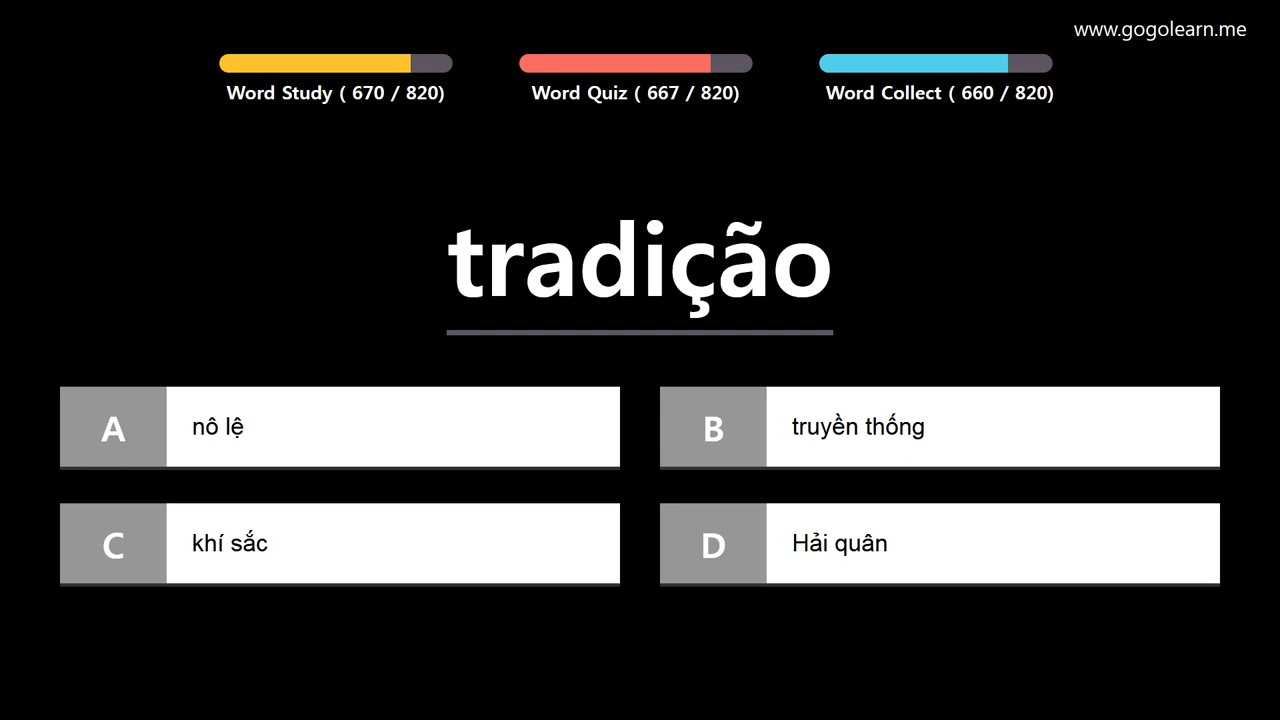 www.gogolearn.me
Word Study ( 670 / 820)
Word Quiz ( 667 / 820)
Word Collect ( 660 / 820)
tradição
A nô lệ
B truyền thống
C khí sắc
D Hải quân